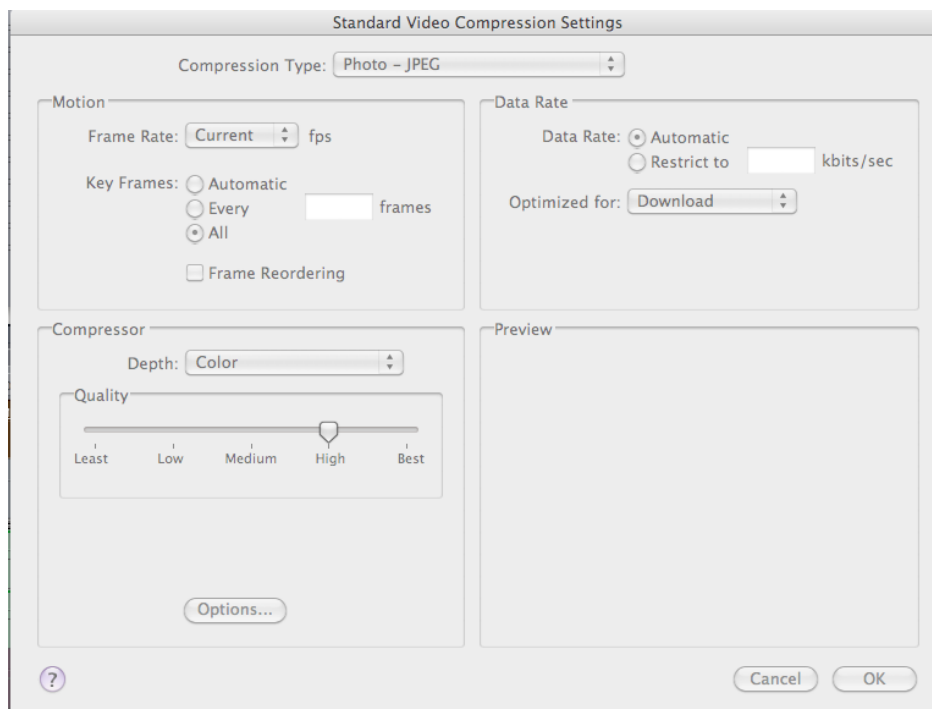 Standard Video Compression Settings
Compression Type: Photo – JPEG
Motion
Frame Rate: Current fps
Key Frames: Automatic
Every frames
All
Frame Reordering
Data Rate
Data Rate: Automatic
Restrict to kbits/sec
Optimized for: Download
Compressor
Depth: Color
Quality
Least Low Medium High Best
Options...
Preview
?
Cancel OK